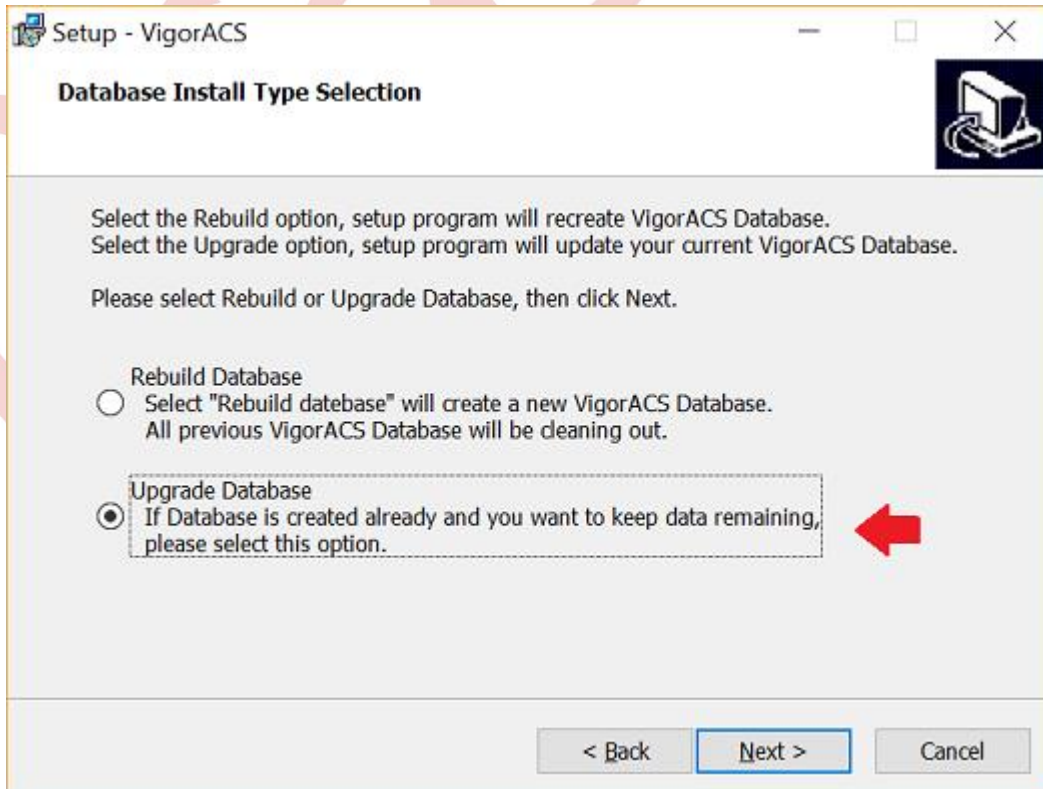 Setup - VigorACS
Database Install Type Selection
Select the Rebuild option, setup program will recreate VigorACS Database.
Select the Upgrade option, setup program will update your current VigorACS Database.
Please select Rebuild or Upgrade Database, then click Next.
Rebuild Database
Select "Rebuild datebase" will create a new VigorACS Database.
All previous VigorACS Database will be cleaning out.
Upgrade Database
If Database is created already and you want to keep data remaining,
please select this option.
< Back Next > Cancel